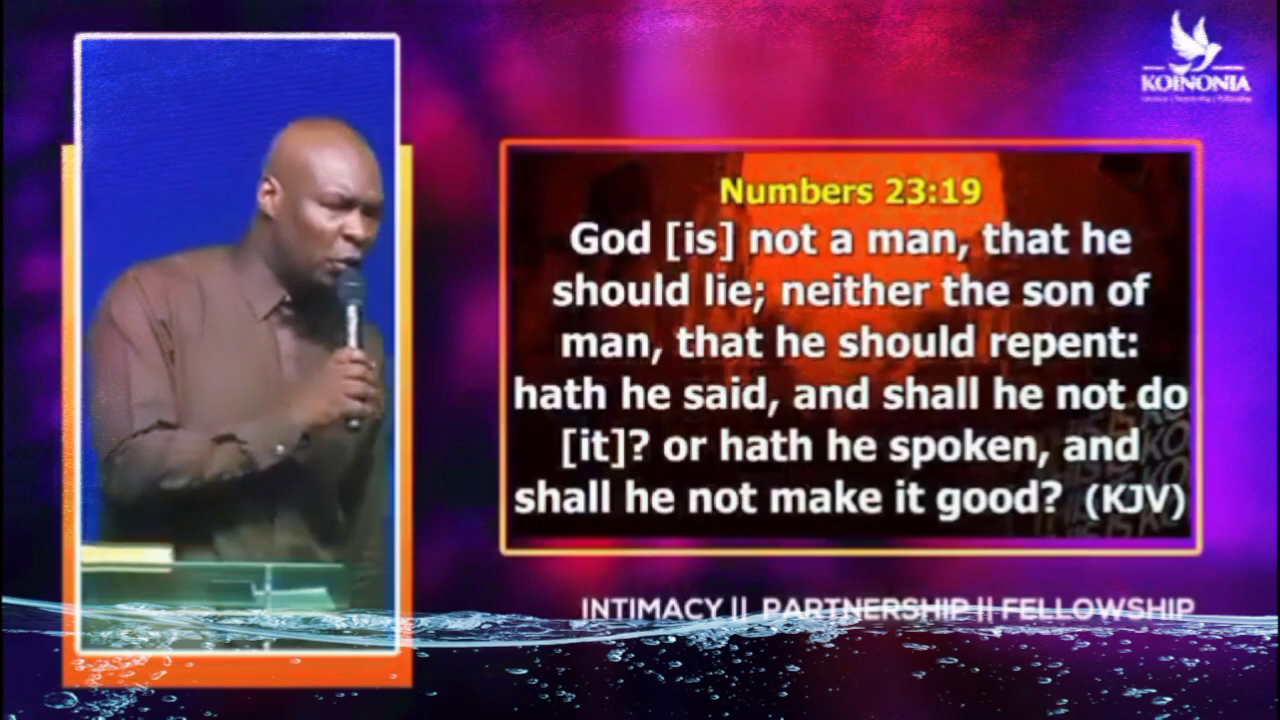 KOINONIA
Numbers 23:19
God [is] not a man, that he
should lie; neither the son of
man, that he should repent:
hath he said, and shall he not do
[it]? or hath he spoken, and
shall he not make it good? (KJV)
INTIMACY || PARTNERSHIP || FELLOWSHIP